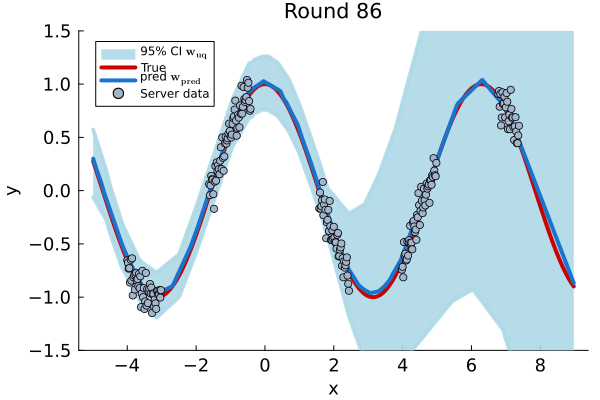 Round 86
1.5
1.0
0.5
0.0
−0.5
−1.0
−1.5
y
95% CI w_uq
True
pred w_pred
Server data
−4 −2 0 2 4 6 8
x